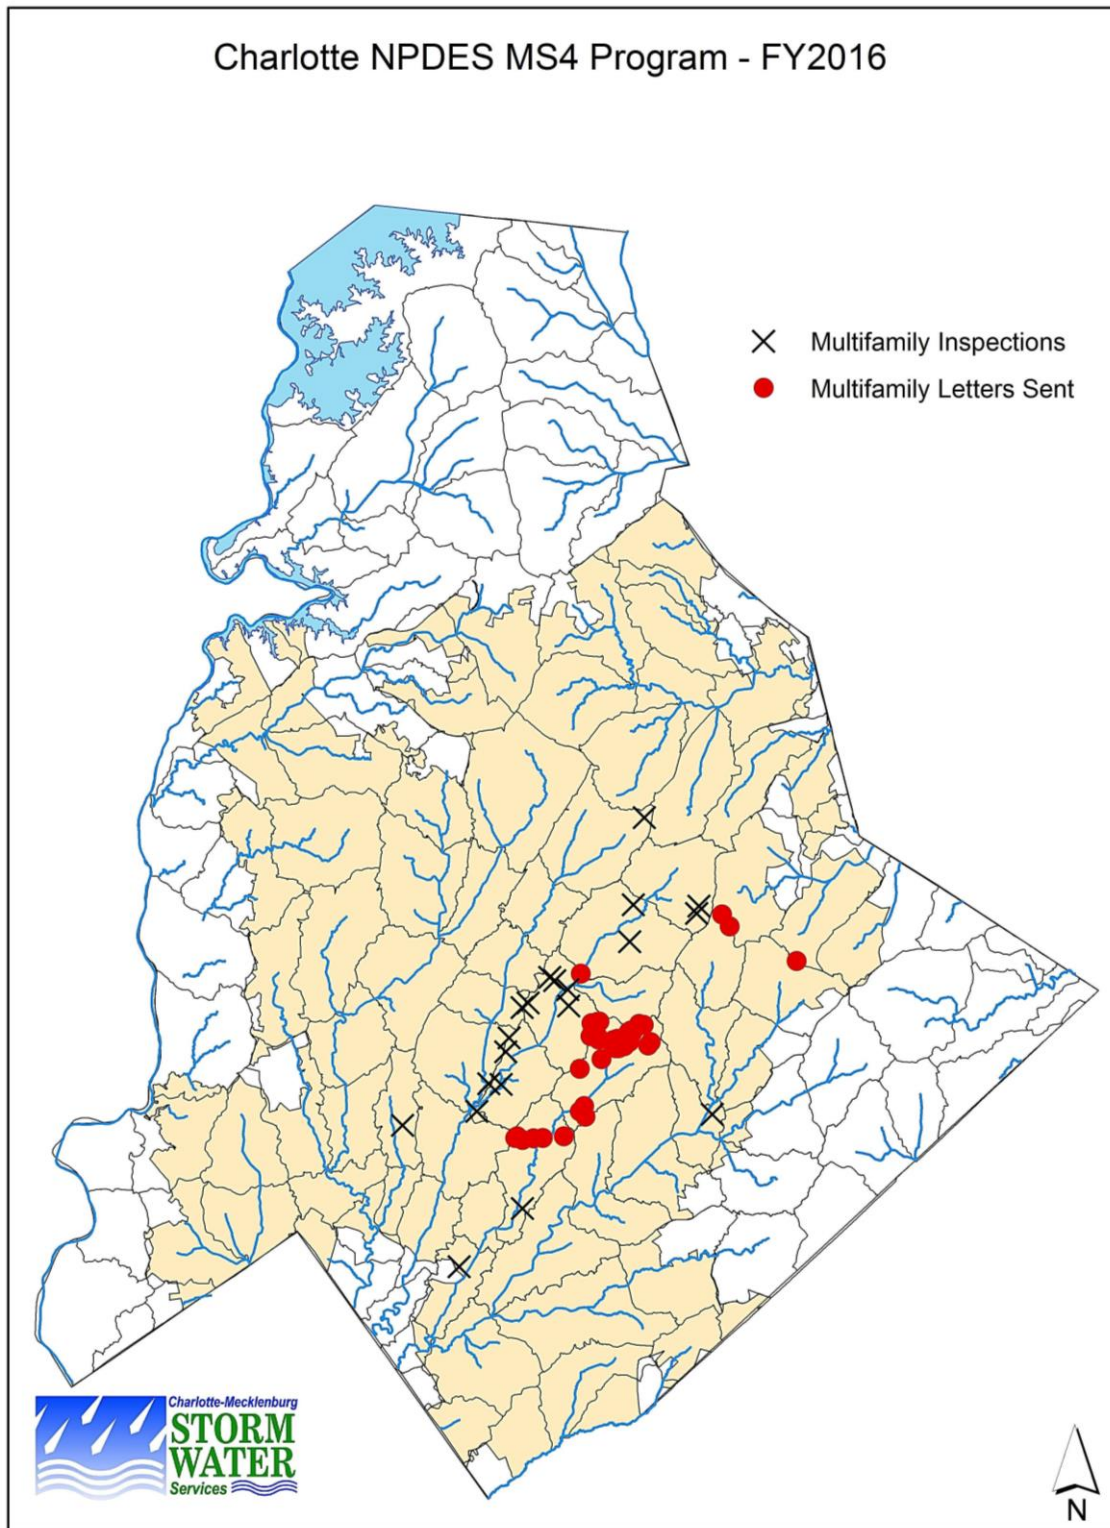 Charlotte NPDES MS4 Program - FY2016
Multifamily Inspections
Multifamily Letters Sent
Charlotte-Mecklenburg
STORM
WATER
Services
N